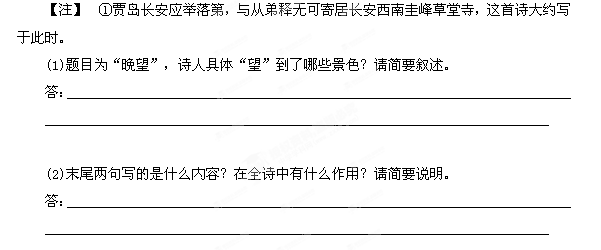 【注】 ①贾岛长安应举落第，与从弟释无可寄居长安西南圭峰草堂寺，这首诗大约写
于此时。
(1)题目为“晚望”，诗人具体“望”到了哪些景色？请简要叙述。
答：
(2)末尾两句写的是什么内容？在全诗中有什么作用？请简要说明。
答：